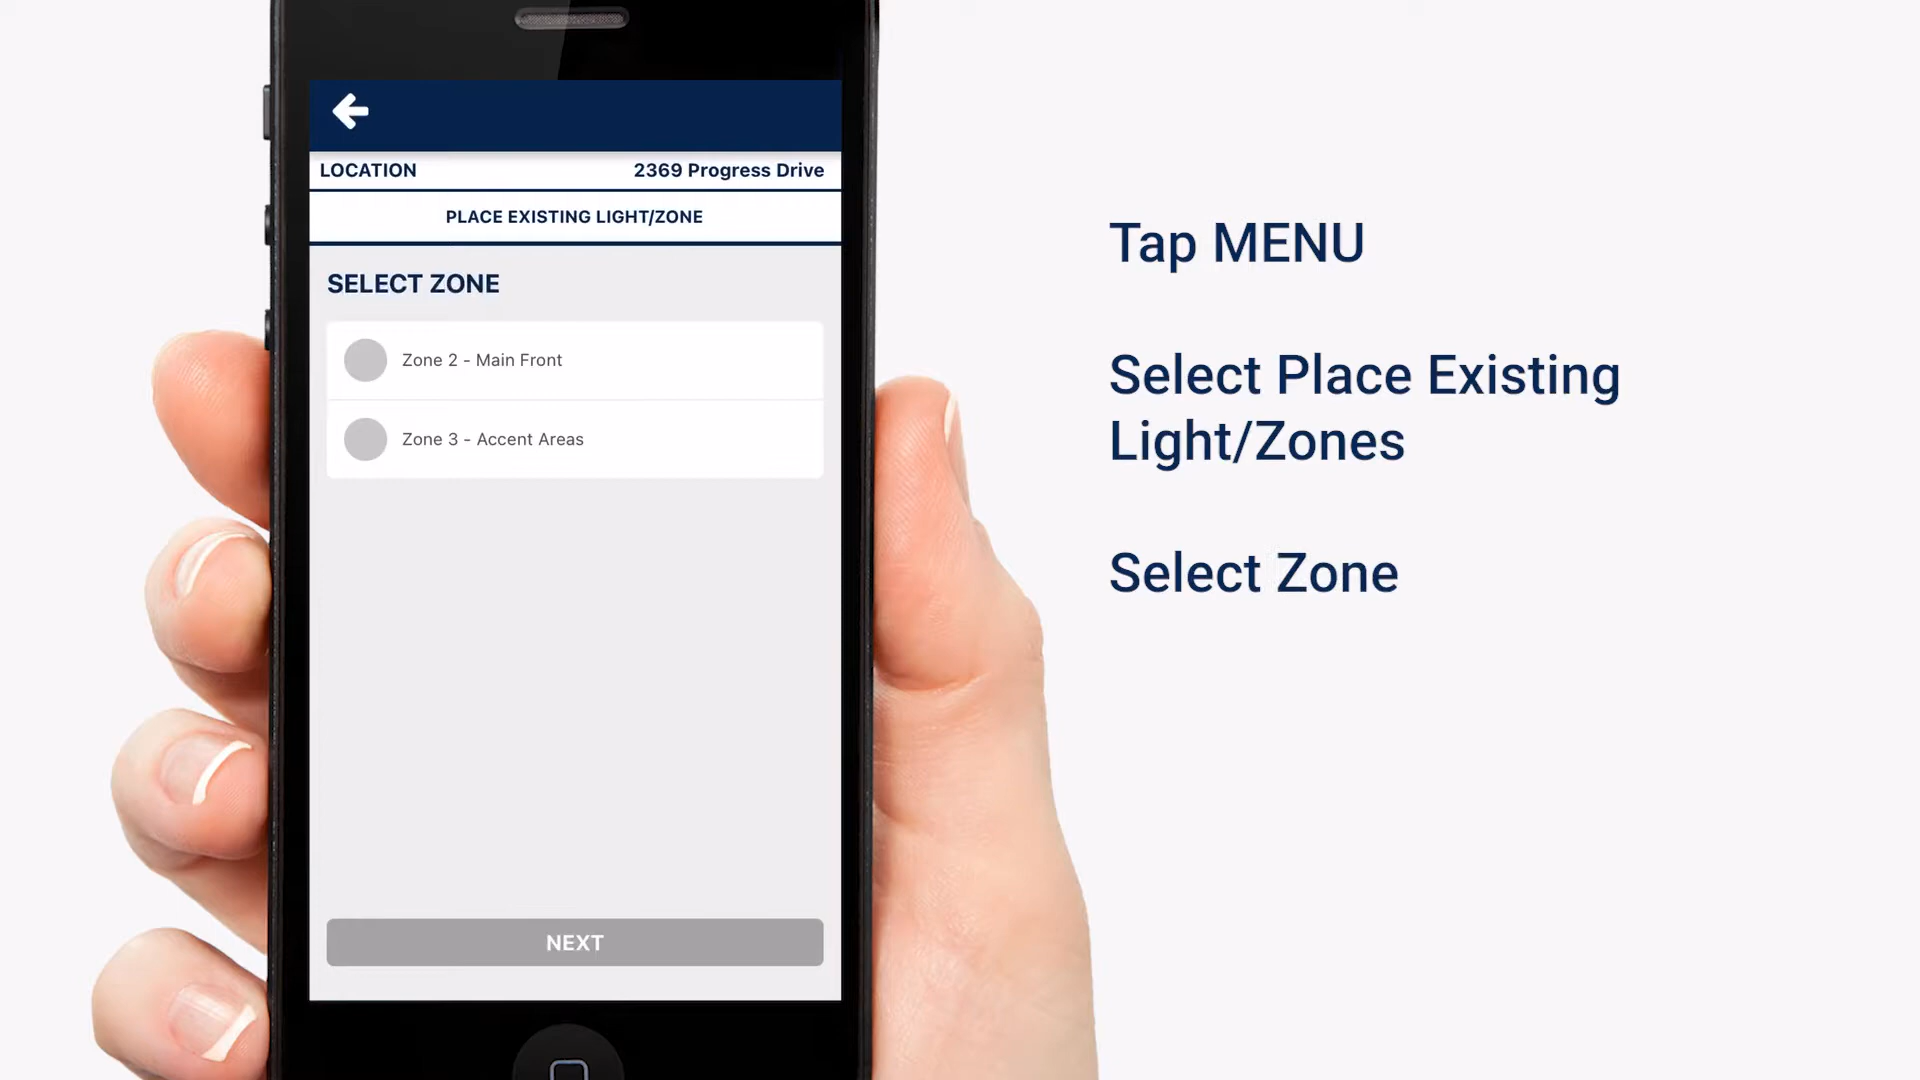 LOCATION
2369 Progress Drive
PLACE EXISTING LIGHT/ZONE
SELECT ZONE
Zone 2 - Main Front
Zone 3 - Accent Areas
NEXT
Tap MENU
Select Place Existing
Light/Zones
Select Zone